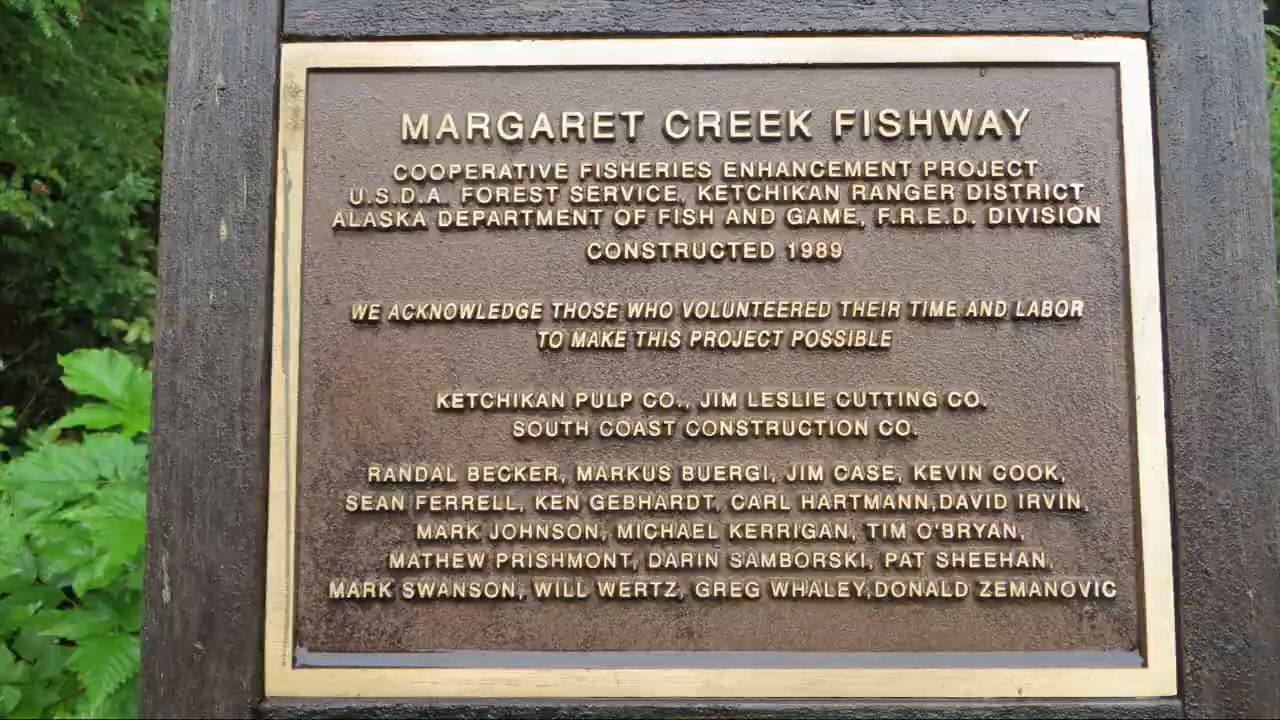 MARGARET CREEK FISHWAY
COOPERATIVE FISHERIES ENHANCEMENT PROJECT
U.S.D.A. FOREST SERVICE, KETCHIKAN RANGER DISTRICT
ALASKA DEPARTMENT OF FISH AND GAME, F.R.E.D. DIVISION
CONSTRUCTED 1989
WE ACKNOWLEDGE THOSE WHO VOLUNTEERED THEIR TIME AND LABOR
TO MAKE THIS PROJECT POSSIBLE
KETCHIKAN PULP CO., JIM LESLIE CUTTING CO.
SOUTH COAST CONSTRUCTION CO.
RANDAL BECKER, MARKUS BUERGI, JIM CASE, KEVIN COOK,
SEAN FERRELL, KEN GEBHARDT, CARL HARTMANN,DAVID IRVIN,
MARK JOHNSON, MICHAEL KERRIGAN, TIM O'BRYAN,
MATHEW PRISHMONT, DARIN SAMBORSKI, PAT SHEEHAN,
MARK SWANSON, WILL WERTZ, GREG WHALEY,DONALD ZEMANOVIC